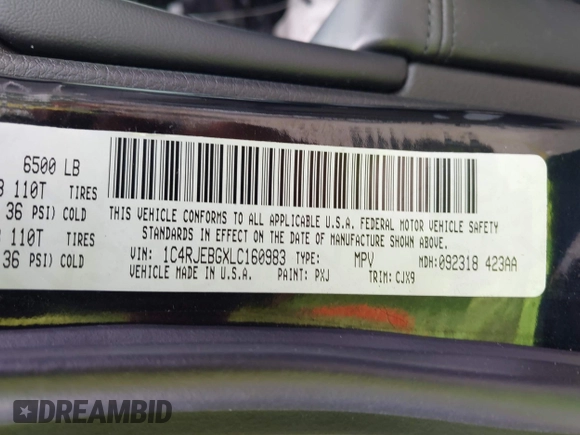 6500 LB
110T TIRES
36 PSI) COLD
110T TIRES
36 PSI) COLD
THIS VEHICLE CONFORMS TO ALL APPLICABLE U.S.A. FEDERAL MOTOR VEHICLE SAFETY
STANDARDS IN EFFECT ON THE DATE OF MANUFACTURE SHOWN ABOVE.
VIN: 1C4RJEBGXLC160983 TYPE: MPV MDH: 092318 423AA
VEHICLE MADE IN U.S.A. PAINT: PXJ TRIM: CJX9
DREAMBID